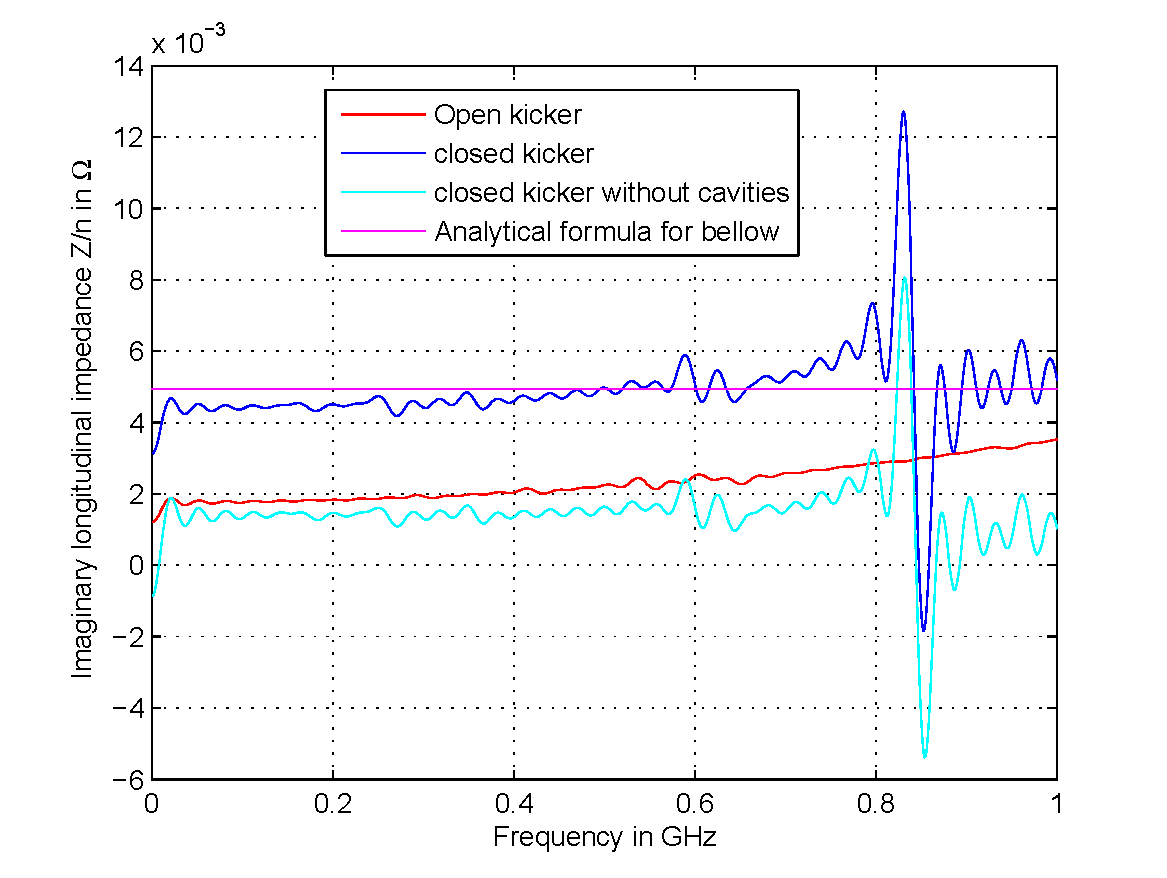 x 10⁻³
14
12
10
8
6
4
2
0
−2
−4
−6
Imaginary longitudinal impedance Z/n in Ω
Open kicker
closed kicker
closed kicker without cavities
Analytical formula for bellow
0 0.2 0.4 0.6 0.8 1
Frequency in GHz